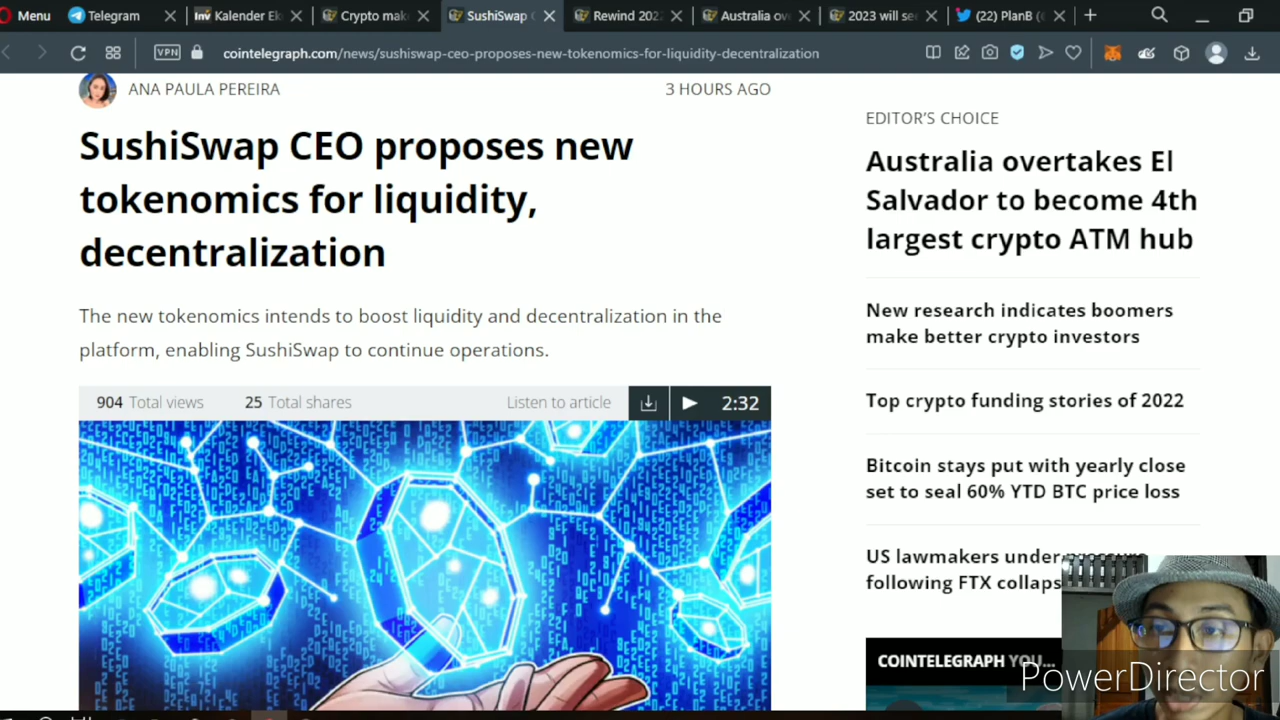 Menu
Telegram
Kalender Ek
Crypto mak
SushiSwap C
Rewind 2022
Australia ov
2023 will se
(22) PlanB (
VPN
cointelegraph.com/news/sushiswap-ceo-proposes-new-tokenomics-for-liquidity-decentralization
ANA PAULA PEREIRA
3 HOURS AGO
SushiSwap CEO proposes new
tokenomics for liquidity,
decentralization
The new tokenomics intends to boost liquidity and decentralization in the
platform, enabling SushiSwap to continue operations.
904 Total views
25 Total shares
Listen to article
2:32
EDITOR'S CHOICE
Australia overtakes El
Salvador to become 4th
largest crypto ATM hub
New research indicates boomers
make better crypto investors
Top crypto funding stories of 2022
Bitcoin stays put with yearly close
set to seal 60% YTD BTC price loss
US lawmakers under
following FTX collaps
COINTELEGRAPH YOU...
PowerDirector